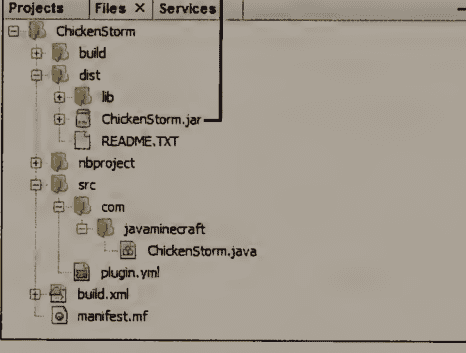 Projects Files × Services
ChickenStorm
build
dist
lib
ChickenStorm.jar
README.TXT
nbproject
src
com
javaminecraft
ChickenStorm.java
plugin.yml
build.xml
manifest.mf